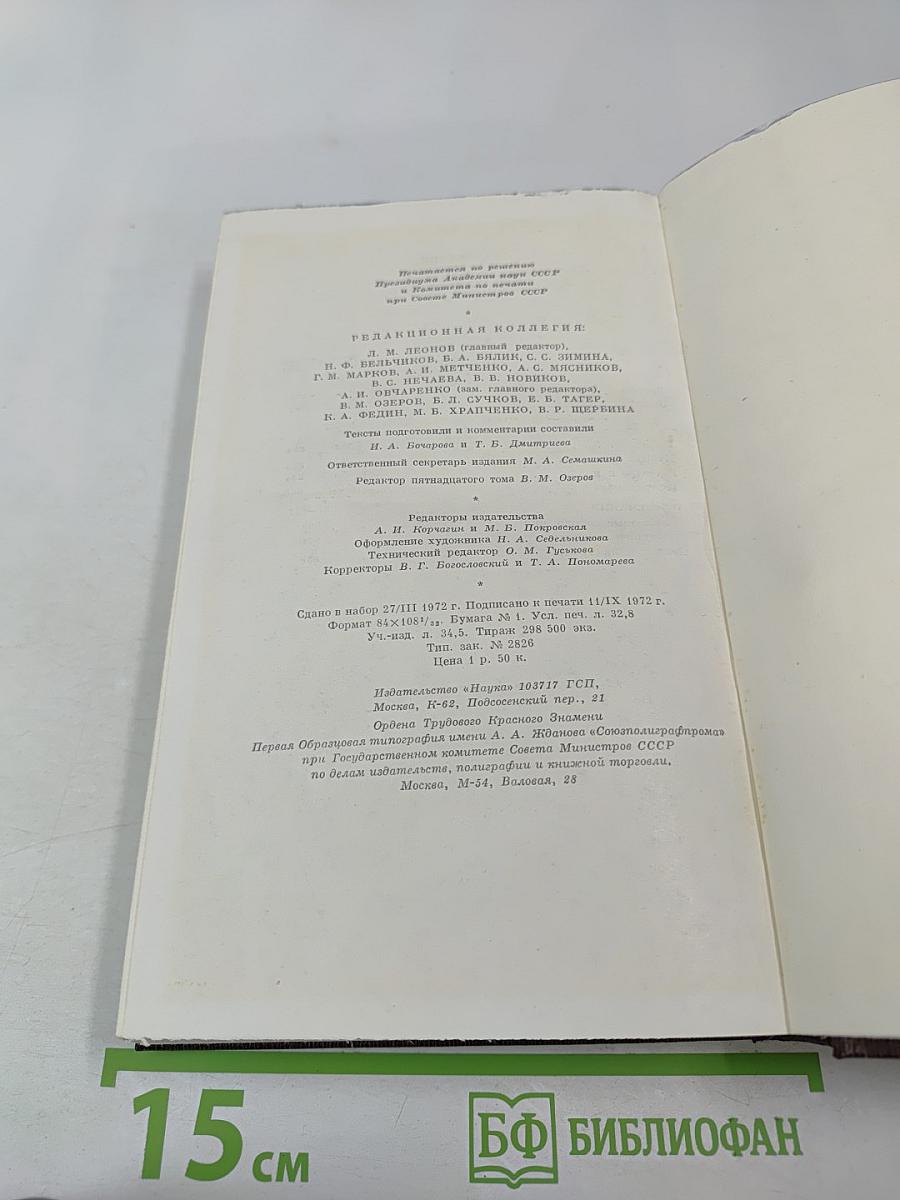 Печатается по решению
Президиума Академии наук СССР
и Комитета по печати
при Совете Министров СССР
*
РЕДАКЦИОННАЯ КОЛЛЕГИЯ:
Л. М. ЛЕОНОВ (главный редактор),
Н. Ф. БЕЛЬЧИКОВ, Б. А. БЯЛИК, С. С. ЗИМИНА,
Г. М. МАРКОВ, А. И. МЕТЧЕНКО, А. С. МЯСНИКОВ,
В. С. НЕЧАЕВА, В. В. НОВИКОВ,
А. И. ОВЧАРЕНКО (зам. главного редактора),
В. М. ОЗЕРОВ, Б. Л. СУЧКОВ, Е. Б. ТАГЕР,
К. А. ФЕДИН, М. Б. ХРАПЧЕНКО, В. Р. ЩЕРБИНА
Тексты подготовили и комментарии составили
И. А. Бочарова и Т. Б. Дмитриева
Ответственный секретарь издания М. А. Семашкина
Редактор пятнадцатого тома В. М. Озеров
*
Редакторы издательства
А. И. Корчагин и М. Б. Покровская
Оформление художника Н. А. Седельникова
Технический редактор О. М. Гуськова
Корректоры В. Г. Богословский и Т. А. Пономарева
*
Сдано в набор 27/III 1972 г. Подписано к печати 11/IX 1972 г.
Формат 84×108¹/₃₂. Бумага № 1. Усл. печ. л. 32,8
Уч.-изд. л. 34,5. Тираж 298 500 экз.
Тип. зак. № 2826
Цена 1 р. 50 к.
Издательство «Наука» 103717 ГСП,
Москва, К-62, Подсосенский пер., 21
Ордена Трудового Красного Знамени
Первая Образцовая типография имени А. А. Жданова «Союзполиграфпрома»
при Государственном комитете Совета Министров СССР
по делам издательств, полиграфии и книжной торговли.
Москва, М-54, Валовая, 28
15 см
БФ БИБЛИОФАН